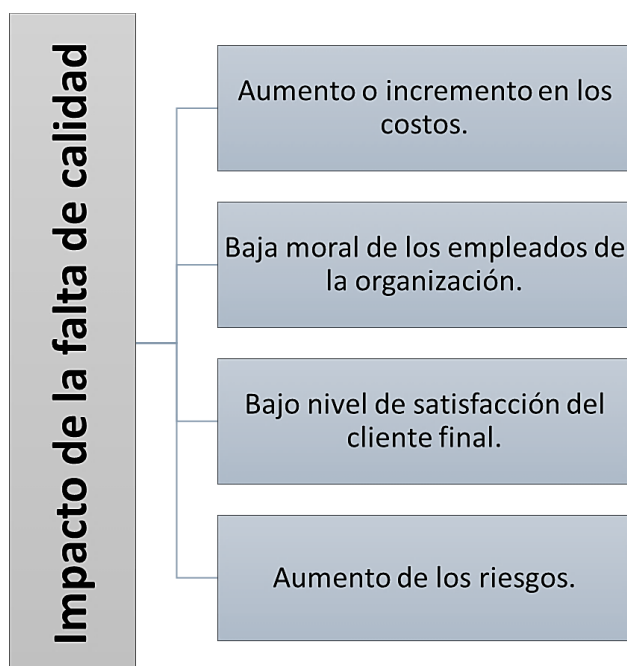 Impacto de la falta de calidad
Aumento o incremento en los
costos.
Baja moral de los empleados de
la organización.
Bajo nivel de satisfacción del
cliente final.
Aumento de los riesgos.